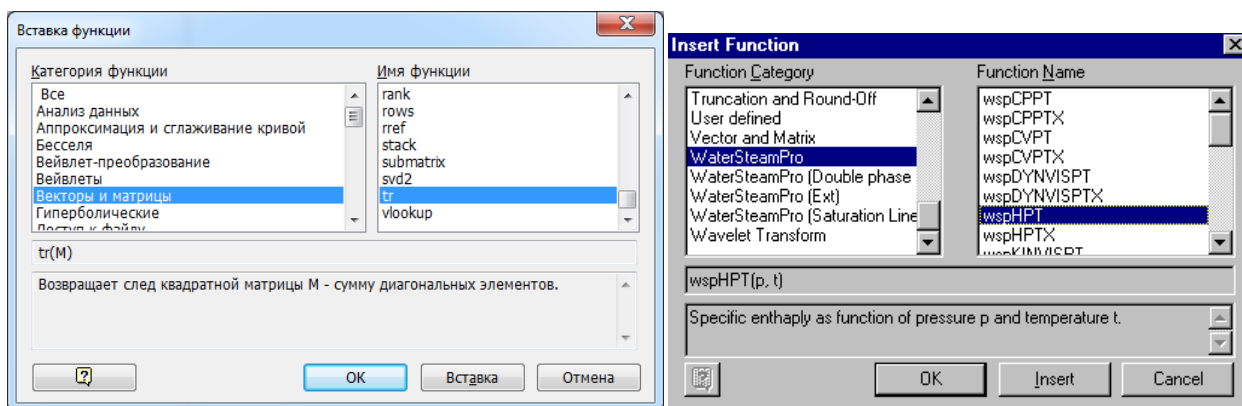 Вставка функции
Категория функции
Имя функции
Все
Анализ данных
Аппроксимация и сглаживание кривой
Бесселя
Вейвлет-преобразование
Вейвлеты
Векторы и матрицы
Гиперболические
Доступ к файлу
rank
rows
rref
stack
submatrix
svd2
tr
vlookup
tr(M)
Возвращает след квадратной матрицы M - сумму диагональных элементов.
OK
Вставка
Отмена
Insert Function
Function Category
Function Name
Truncation and Round-Off
User defined
Vector and Matrix
WaterSteamPro
WaterSteamPro (Double phase
WaterSteamPro (Ext)
WaterSteamPro (Saturation Line
Wavelet Transform
wspCPPT
wspCPPTX
wspCVPT
wspCVPTX
wspDYNVISPT
wspDYNVISPTX
wspHPT
wspHPTX
wspKINVISPT
wspHPT(p, t)
Specific enthaply as function of pressure p and temperature t.
OK
Insert
Cancel